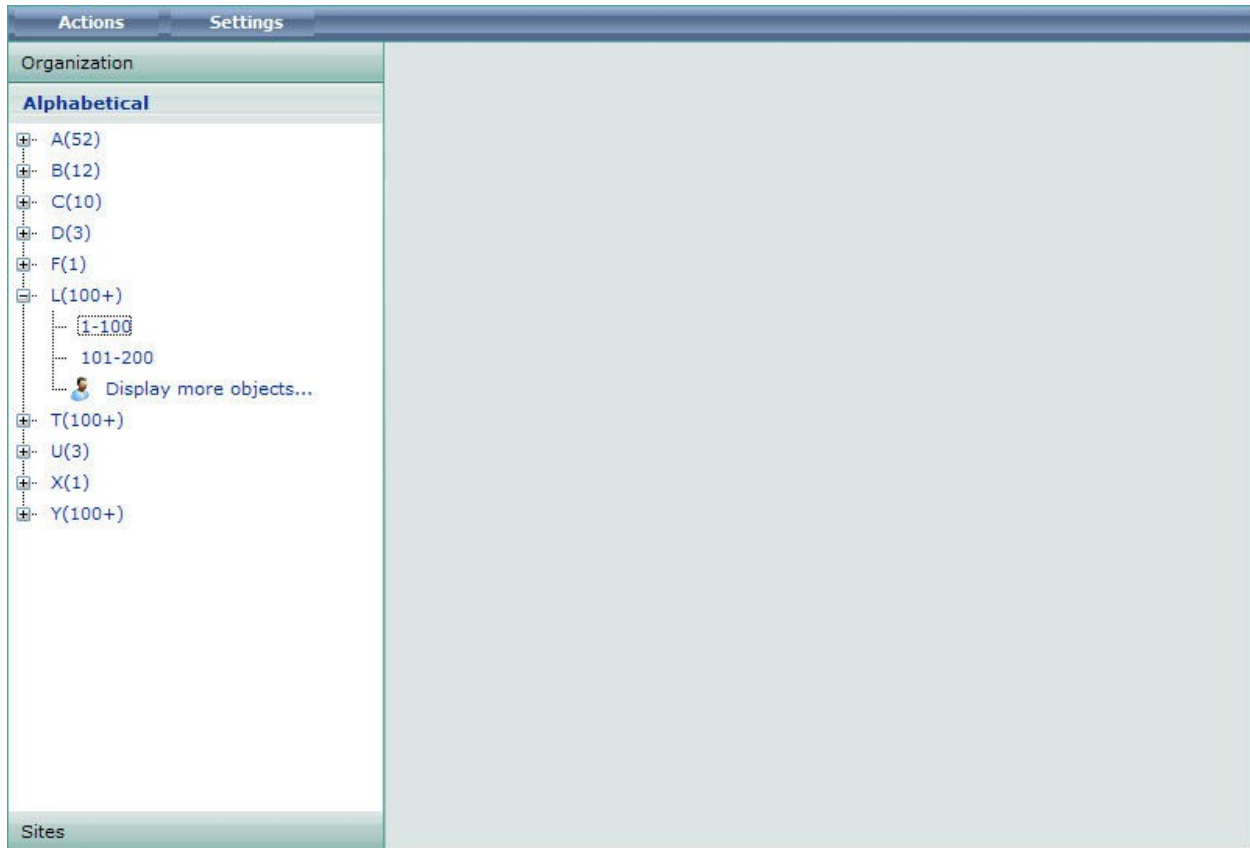 Actions Settings
Organization
Alphabetical
A(52)
B(12)
C(10)
D(3)
F(1)
L(100+)
1-100
101-200
Display more objects...
T(100+)
U(3)
X(1)
Y(100+)
Sites